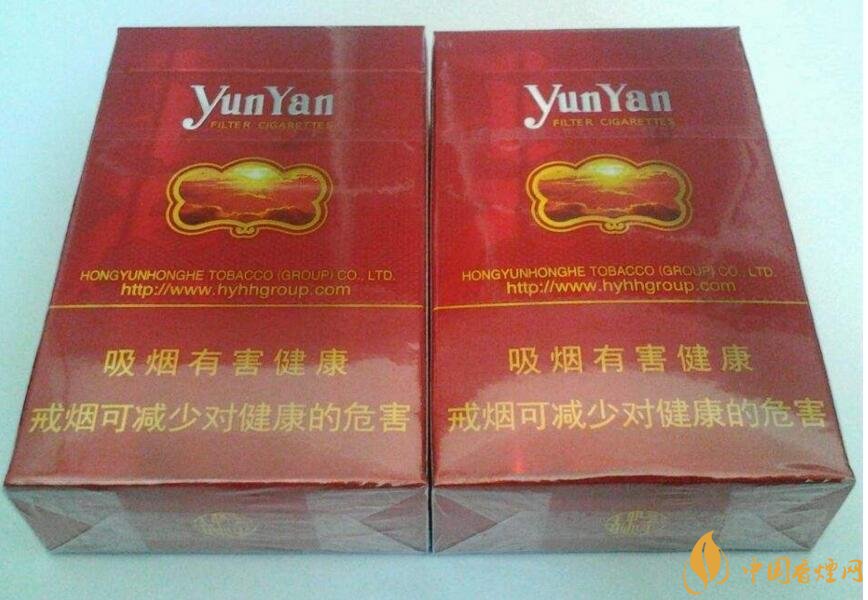 YunYan
FILTER CIGARETTES
HONGYUNHONGHE TOBACCO (GROUP) CO., LTD.
http://www.hyhhgroup.com
吸烟有害健康
戒烟可减少对健康的危害
YunYan
FILTER CIGARETTES
HONGYUNHONGHE TOBACCO (GROUP) CO., LTD.
http://www.hyhhgroup.com
吸烟有害健康
戒烟可减少对健康的危害
中国香煙网